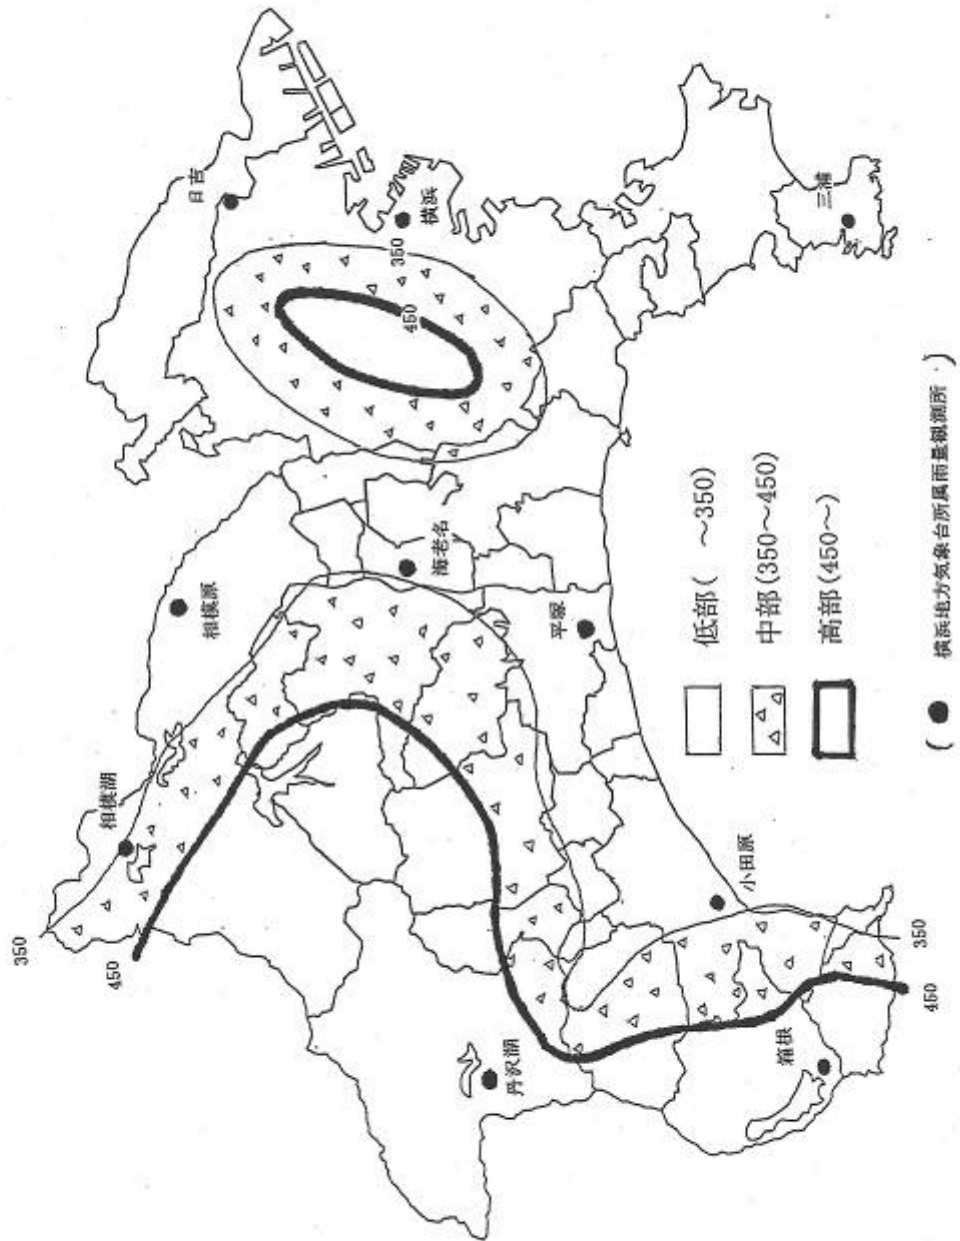 350
450
相模湖
相模原
日吉
350
450
横浜
海老名
平塚
三浦
丹沢湖
小田原
箱根
350
450
低部(　～350)
中部(350～450)
高部(450～)
(● 横浜地方気象台所属雨量観測所)